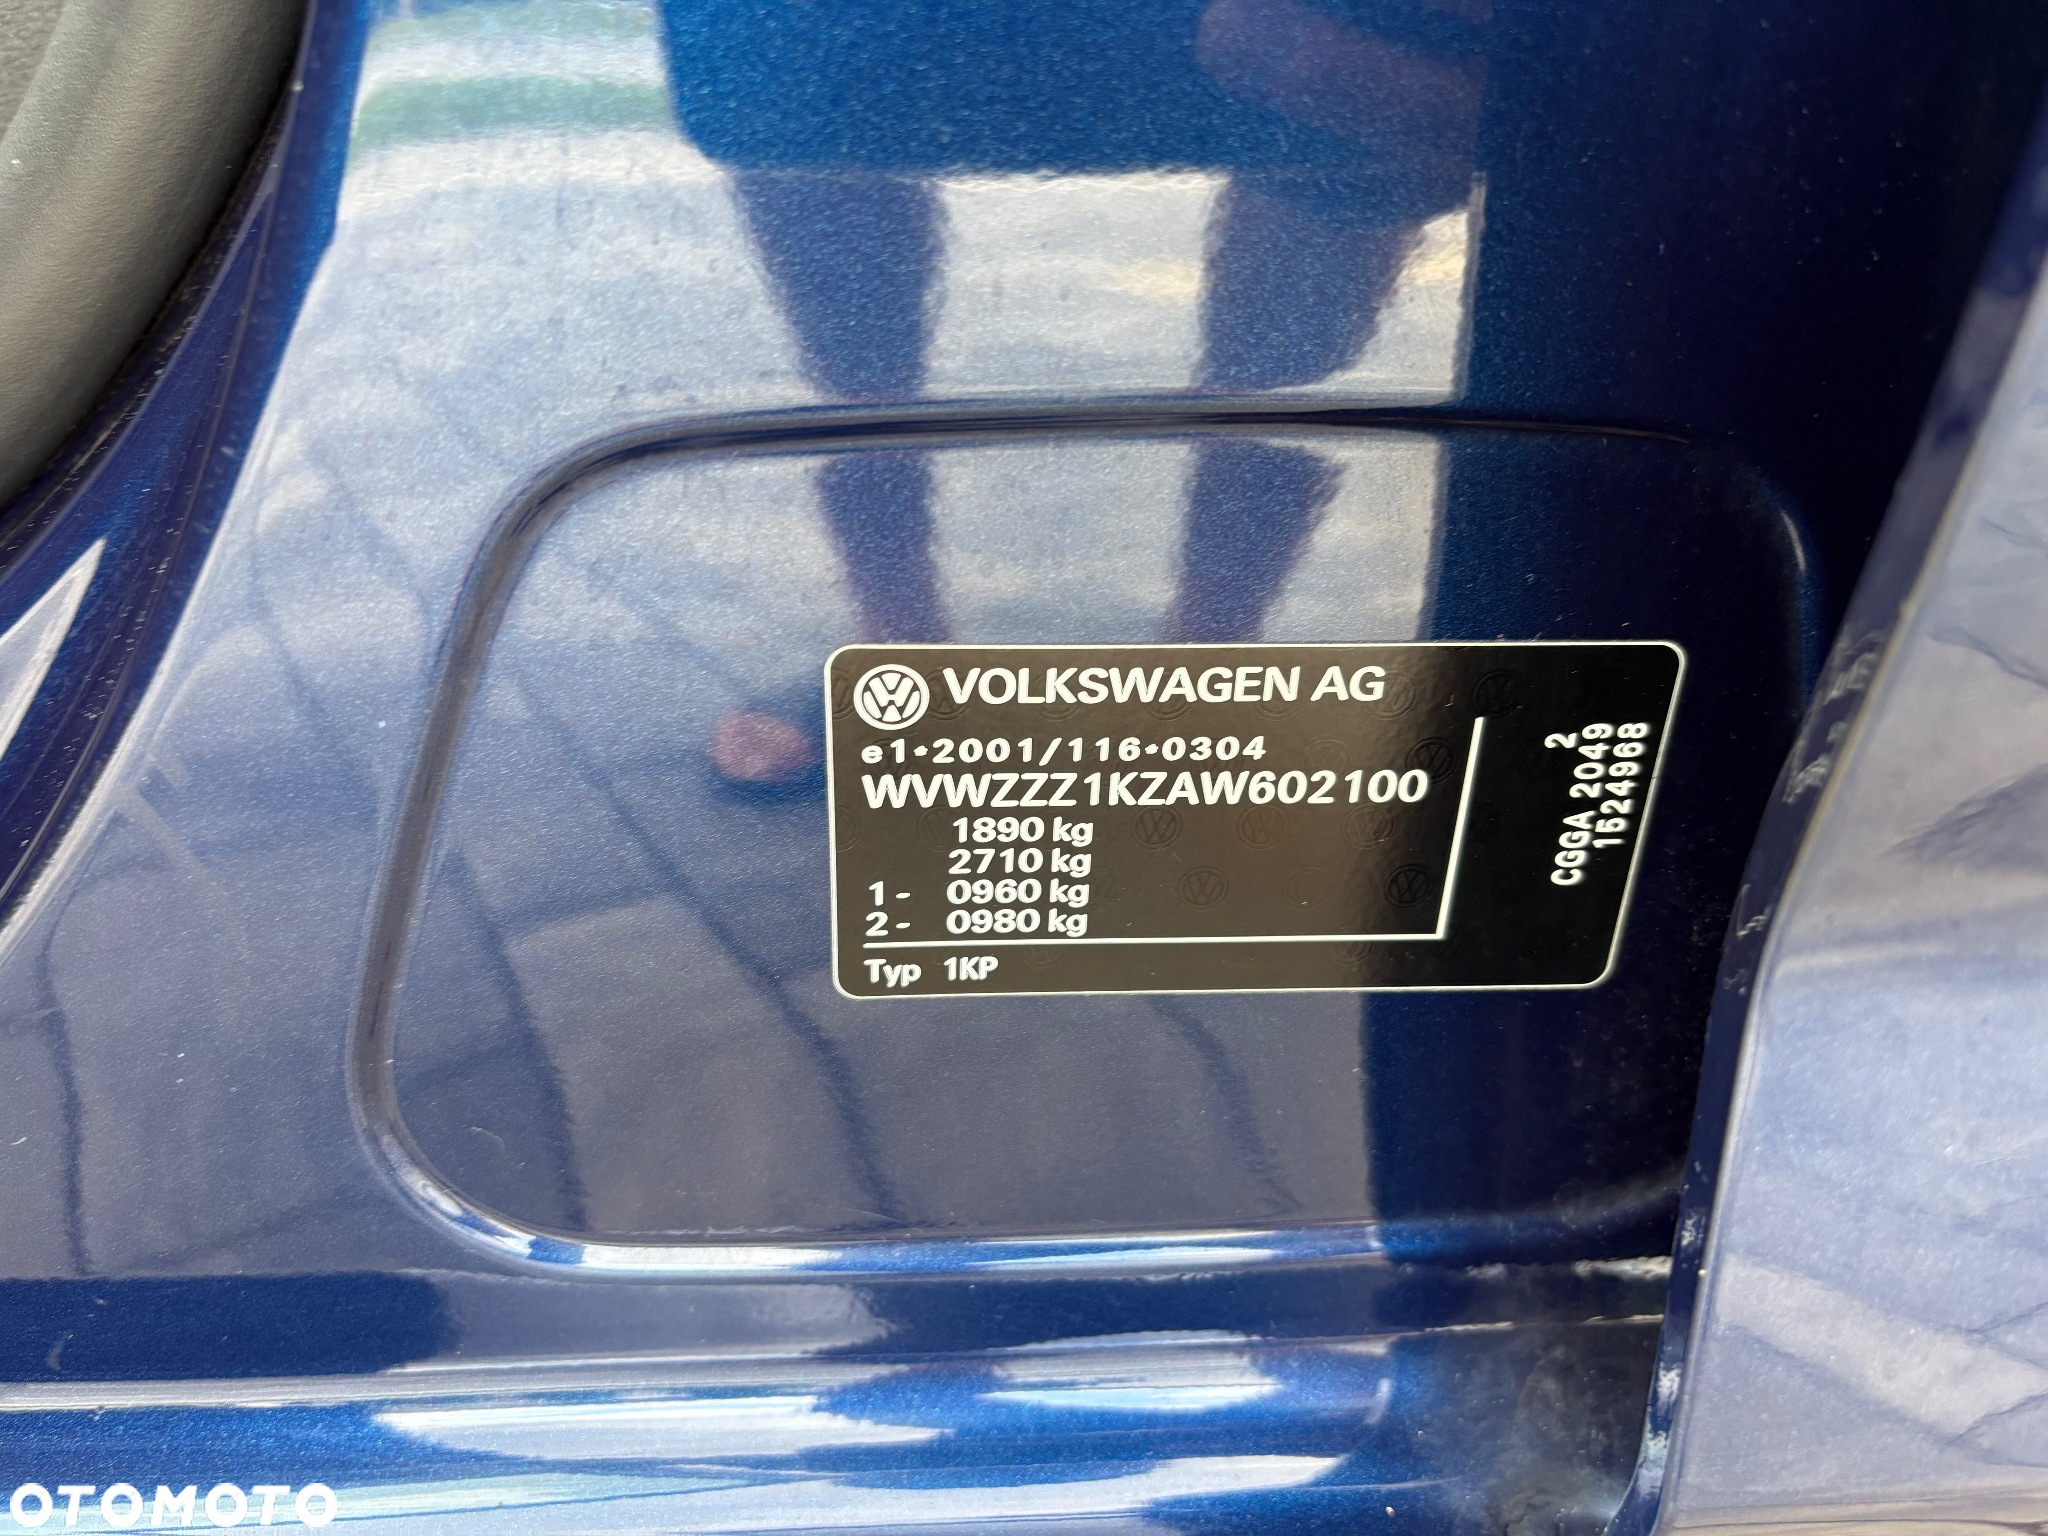 VOLKSWAGEN AG
e1*2001/116*0304
WVWZZZ1KZAW602100
1890 kg
2710 kg
1- 0960 kg
2- 0980 kg
Typ 1KP
2
CGGA 2049
1524968
OTOMOTO